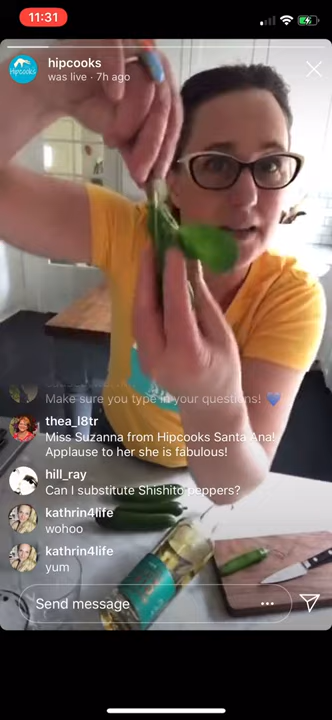 11:31
hipcooks
was live · 7h ago
Hipcooks
Make sure you type in your questions! 💙
thea_l8tr
Miss Suzanna from Hipcooks Santa Ana!
Applause to her she is fabulous!
hill_ray
Can I substitute Shishito peppers?
kathrin4life
wohoo
kathrin4life
yum
Send message